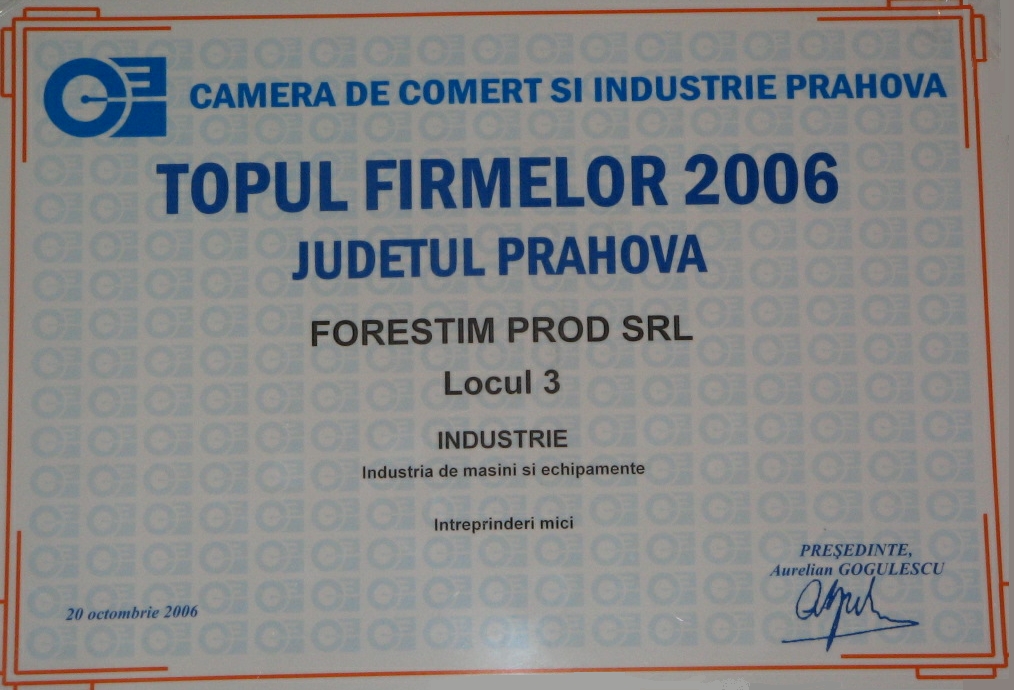 CAMERA DE COMERT SI INDUSTRIE PRAHOVA
TOPUL FIRMELOR 2006
JUDETUL PRAHOVA
FORESTIM PROD SRL
Locul 3
INDUSTRIE
Industria de masini si echipamente
Intreprinderi mici
PREŞEDINTE,
Aurelian GOGULESCU
20 octombrie 2006